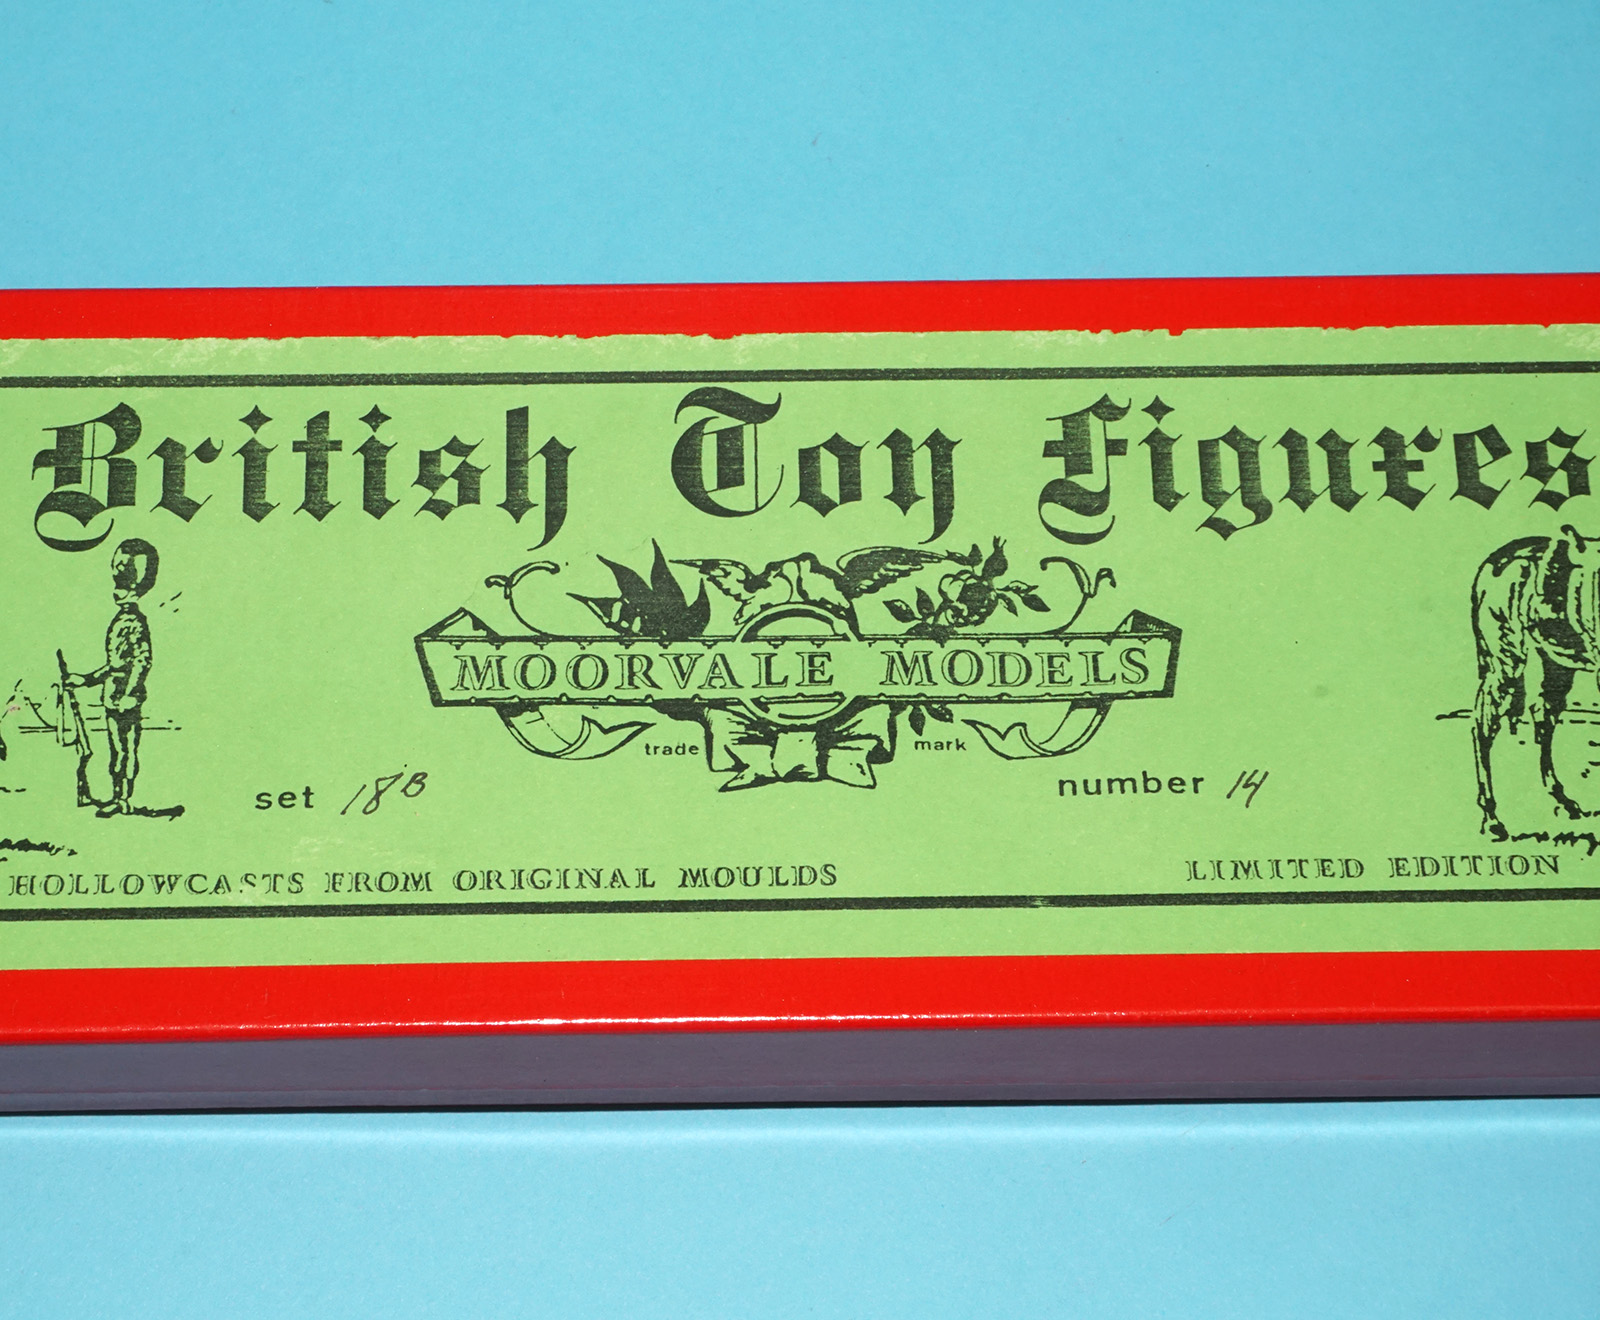 British Toy Figures
MOORVALE MODELS
trade mark
set 18B number 14
HOLLOWCASTS FROM ORIGINAL MOULDS LIMITED EDITION